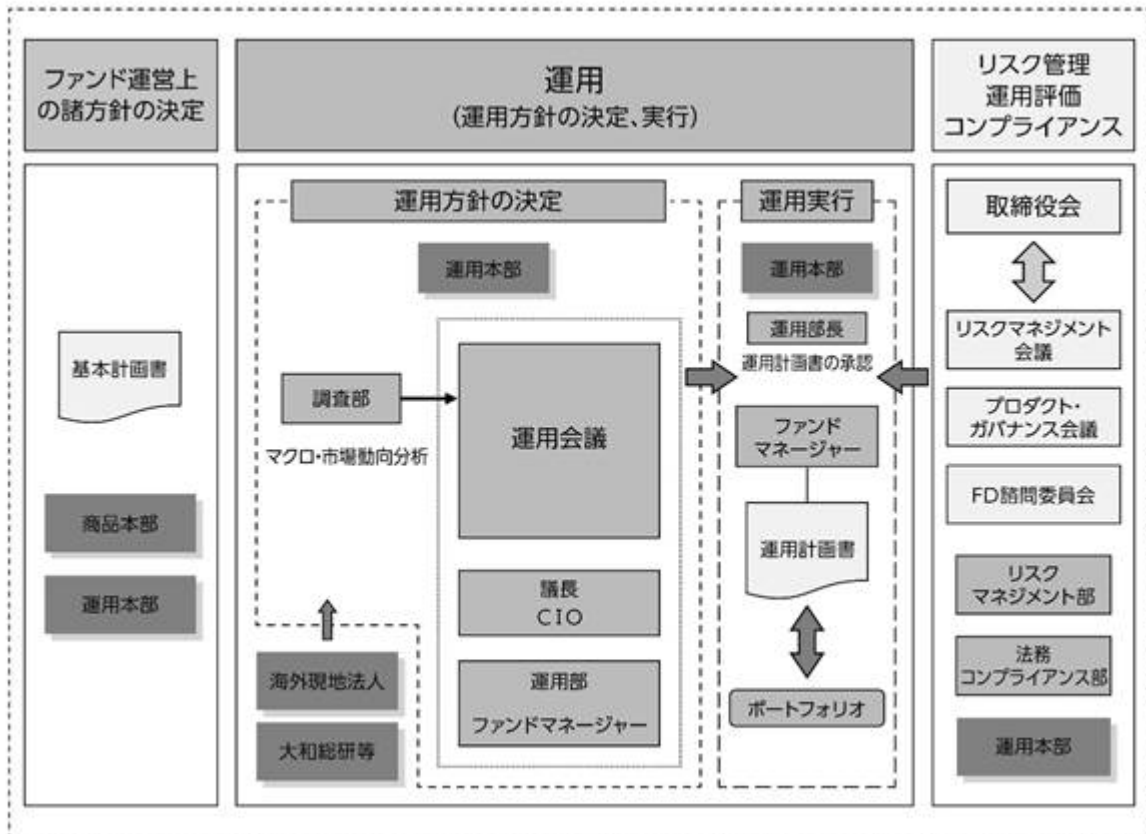 ファンド運営上
の諸方針の決定
運用
(運用方針の決定、実行)
リスク管理
運用評価
コンプライアンス
基本計画書
商品本部
運用本部
運用方針の決定
運用本部
調査部
マクロ・市場動向分析
運用会議
議長
CIO
運用部
ファンドマネージャー
海外現地法人
大和総研等
運用実行
運用本部
運用部長
運用計画書の承認
ファンド
マネージャー
運用計画書
ポートフォリオ
取締役会
リスクマネジメント
会議
プロダクト・
ガバナンス会議
FD諮問委員会
リスク
マネジメント部
法務
コンプライアンス部
運用本部